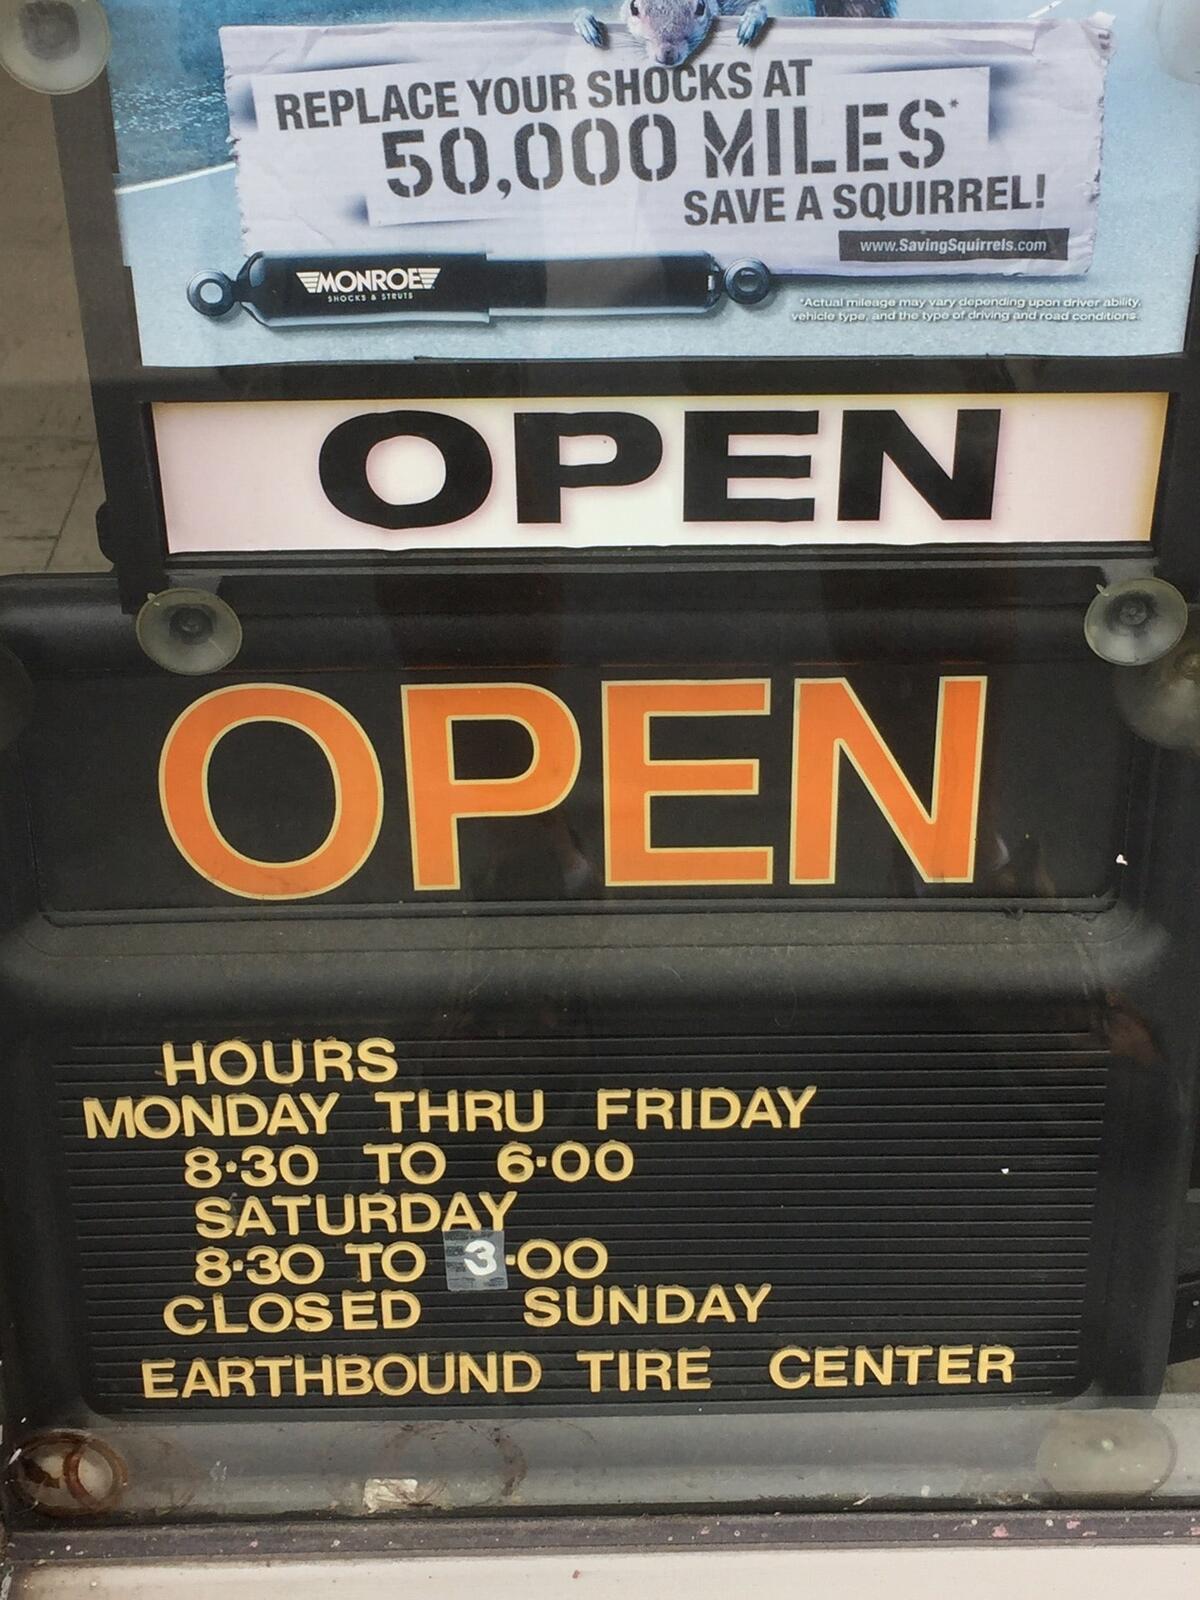 REPLACE YOUR SHOCKS AT
50,000 MILES*
SAVE A SQUIRREL!
www.SavingSquirrels.com
MONROE
SHOCKS & STRUTS
*Actual mileage may vary depending upon driver ability,
vehicle type, and the type of driving and road conditions.
OPEN
OPEN
HOURS
MONDAY THRU FRIDAY
8·30 TO 6·00
SATURDAY
8·30 TO 3·00
CLOSED SUNDAY
EARTHBOUND TIRE CENTER